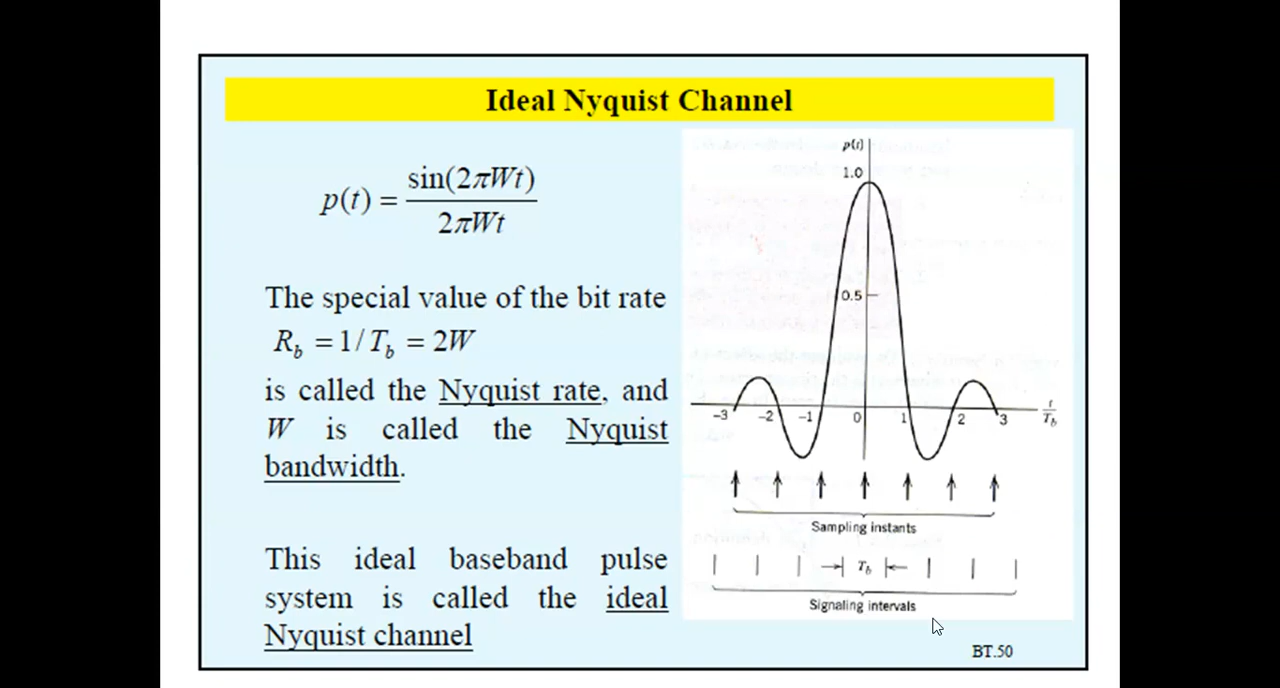 Ideal Nyquist Channel
p(t) = sin(2πWt) / 2πWt
The special value of the bit rate
R_b = 1/T_b = 2W
is called the Nyquist rate, and
W is called the Nyquist
bandwidth.
This ideal baseband pulse
system is called the ideal
Nyquist channel
p(t)
1.0
0.5
-3 -2 -1 0 1 2 3 t/T_b
Sampling instants
T_b
Signaling intervals
BT.50